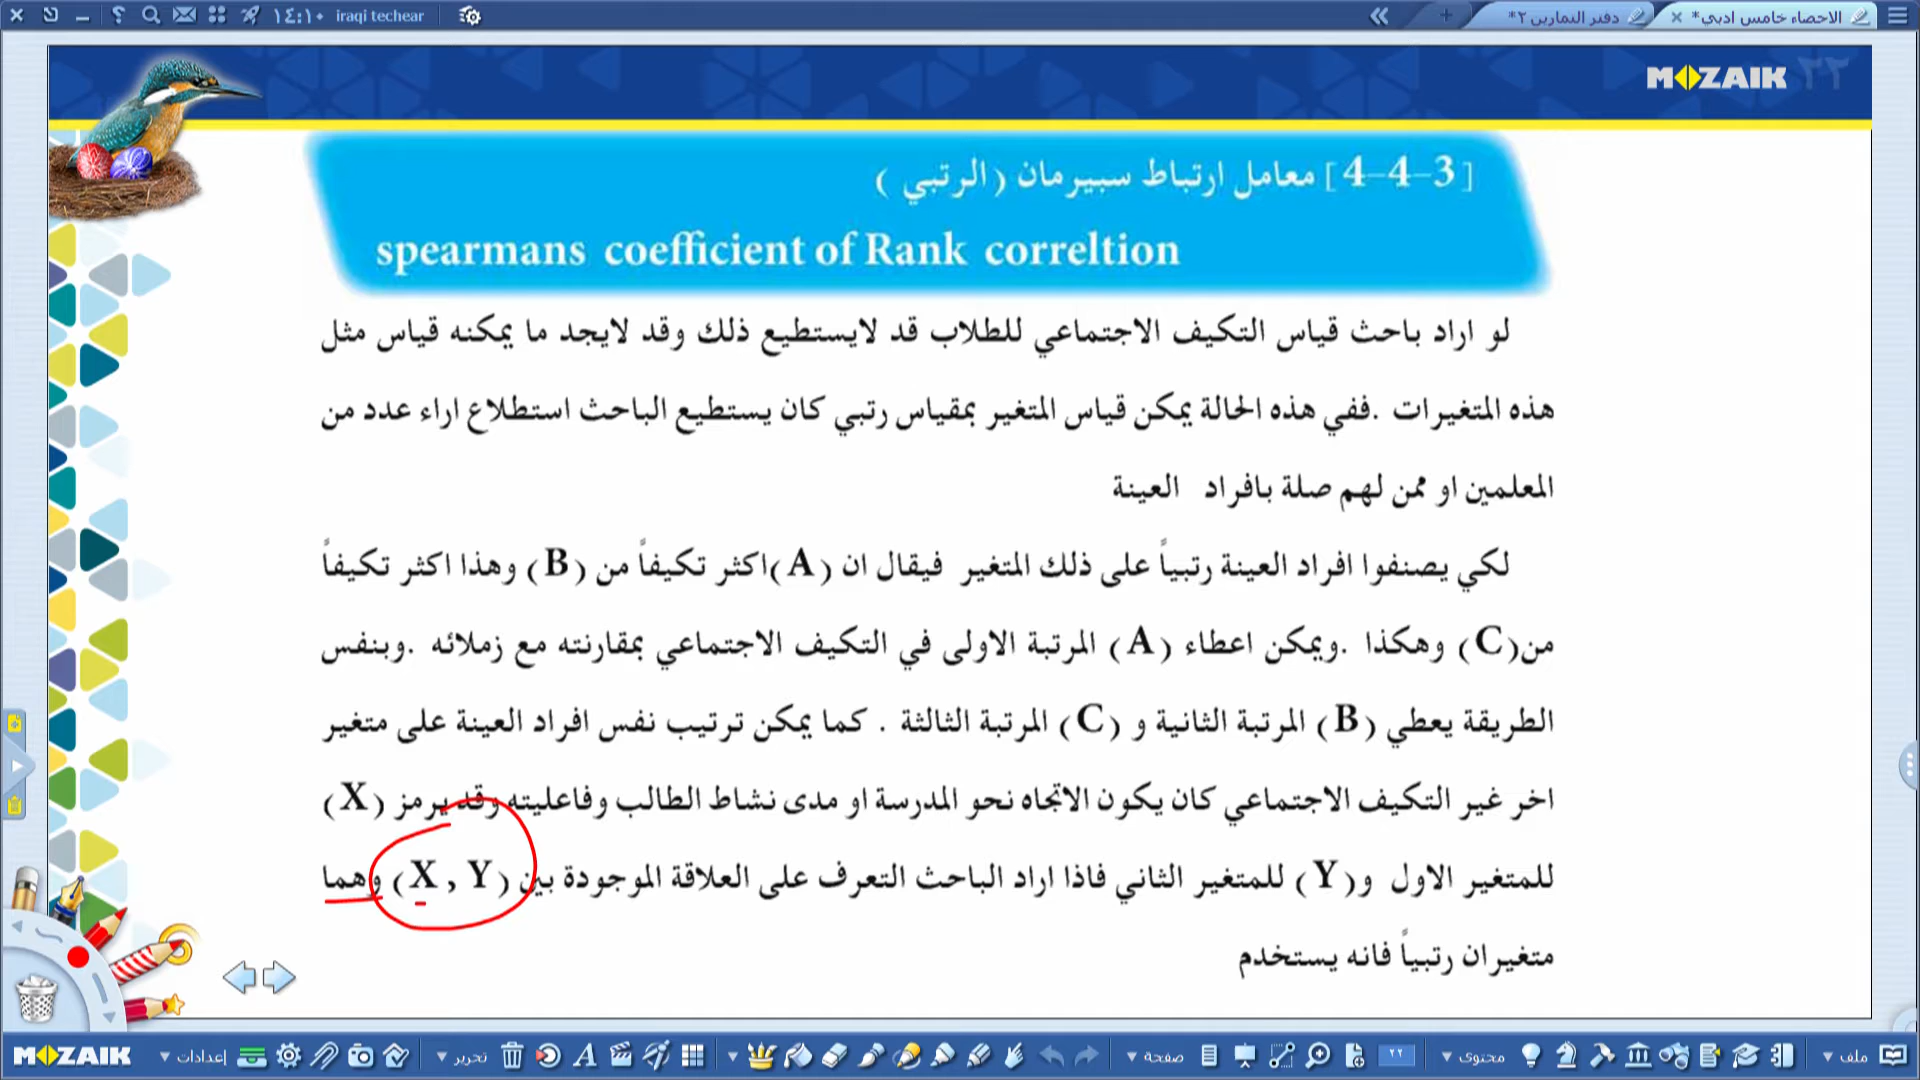 ١٤:١٠ iraqi techear
دفتر التمارين ٢*
الاحصاء خامس ادبي*
MOZAIK ٢٢
[ 3-4-4 ] معامل ارتباط سبيرمان ( الرتبي )
spearmans coefficient of Rank correltion
لو اراد باحث قياس التكيف الاجتماعي للطلاب قد لايستطيع ذلك وقد لايجد ما يمكنه قياس مثل
هذه المتغيرات .ففي هذه الحالة يمكن قياس المتغير بمقياس رتبي كان يستطيع الباحث استطلاع اراء عدد من
المعلمين او ممن لهم صلة بافراد العينة
لكي يصنفوا افراد العينة رتبياً على ذلك المتغير فيقال ان (A) اكثر تكيفاً من (B) وهذا اكثر تكيفاً
من(C) وهكذا .ويمكن اعطاء (A) المرتبة الاولى في التكيف الاجتماعي بمقارنته مع زملائه .وبنفس
الطريقة يعطي (B) المرتبة الثانية و (C) المرتبة الثالثة . كما يمكن ترتيب نفس افراد العينة على متغير
اخر غير التكيف الاجتماعي كان يكون الاتجاه نحو المدرسة او مدى نشاط الطالب وفاعليته وقد يرمز (X)
للمتغير الاول و(Y) للمتغير الثاني فاذا اراد الباحث التعرف على العلاقة الموجودة بين (X , Y) وهما
متغيران رتبياً فانه يستخدم
MOZAIK إعدادات تحرير صفحة ٢٢ محتوى ملف